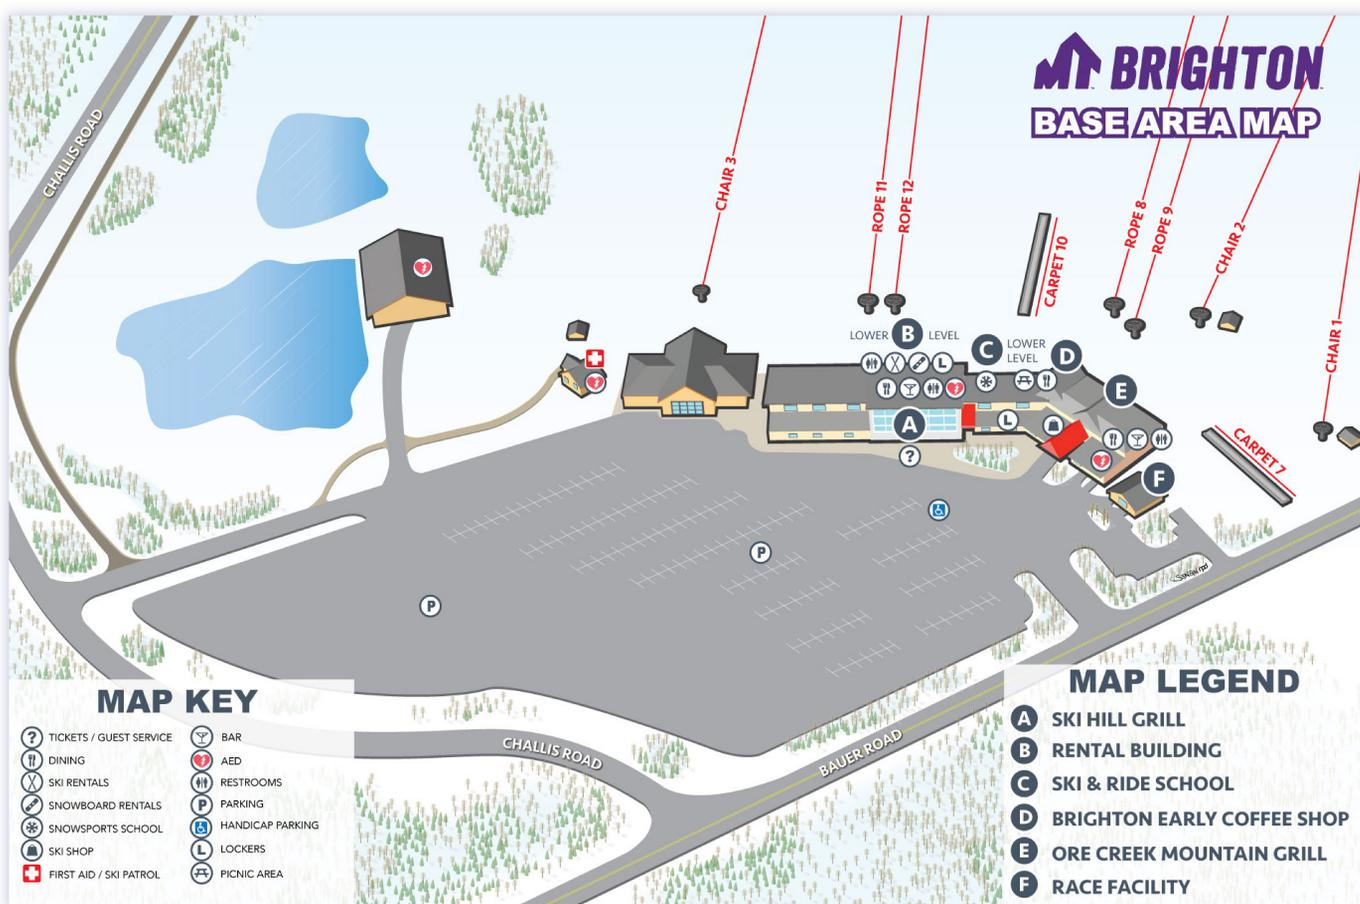 BRIGHTON
BASE AREA MAP
CHALLIS ROAD
CHAIR 3
ROPE 11
ROPE 12
CARPET 10
ROPE 8
ROPE 9
CHAIR 2
CHAIR 1
CARPET 7
LOWER B LEVEL
C LOWER
LEVEL
D
E
L
A
L
?
F
P
P
CHALLIS ROAD
BAUER ROAD
MAP KEY
? TICKETS / GUEST SERVICE
DINING
SKI RENTALS
SNOWBOARD RENTALS
SNOWSPORTS SCHOOL
SKI SHOP
FIRST AID / SKI PATROL
BAR
AED
RESTROOMS
P PARKING
HANDICAP PARKING
L LOCKERS
PICNIC AREA
MAP LEGEND
A SKI HILL GRILL
B RENTAL BUILDING
C SKI & RIDE SCHOOL
D BRIGHTON EARLY COFFEE SHOP
E ORE CREEK MOUNTAIN GRILL
F RACE FACILITY